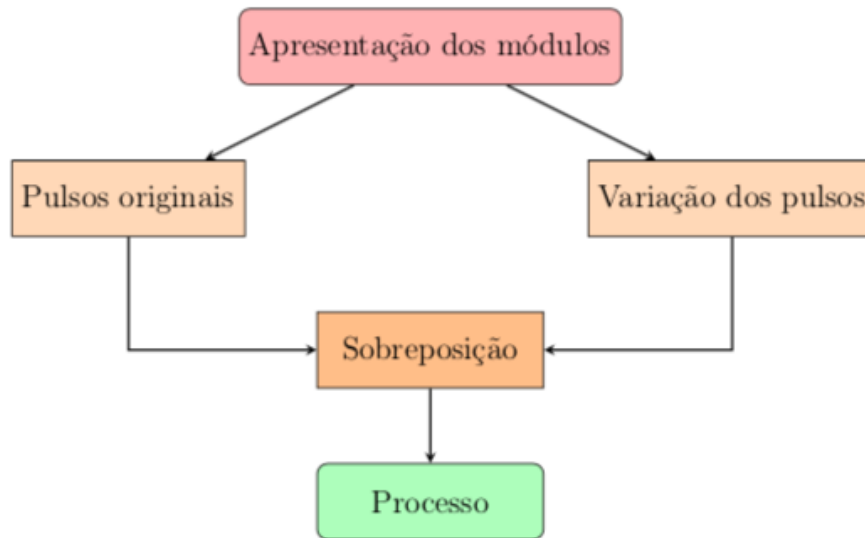 Apresentação dos módulos
Pulsos originais
Variação dos pulsos
Sobreposição
Processo